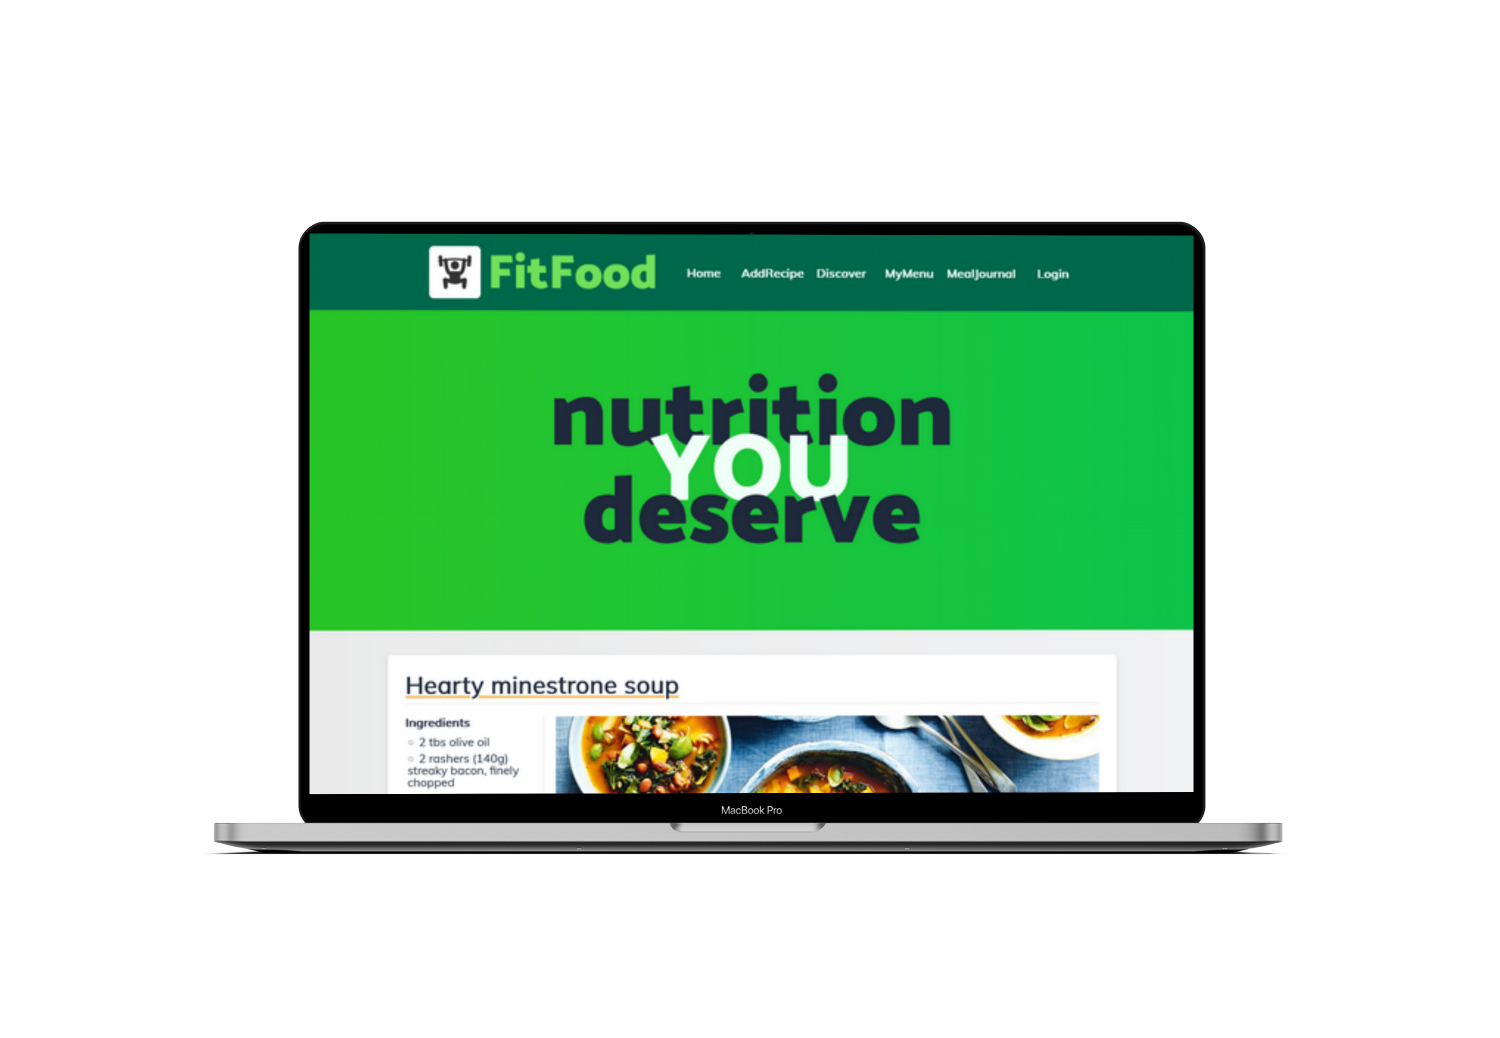 FitFood Home AddRecipe Discover MyMenu MealJournal Login
nutrition
YOU
deserve
Hearty minestrone soup
Ingredients
2 tbs olive oil
2 rashers (140g)
streaky bacon, finely
chopped
MacBook Pro